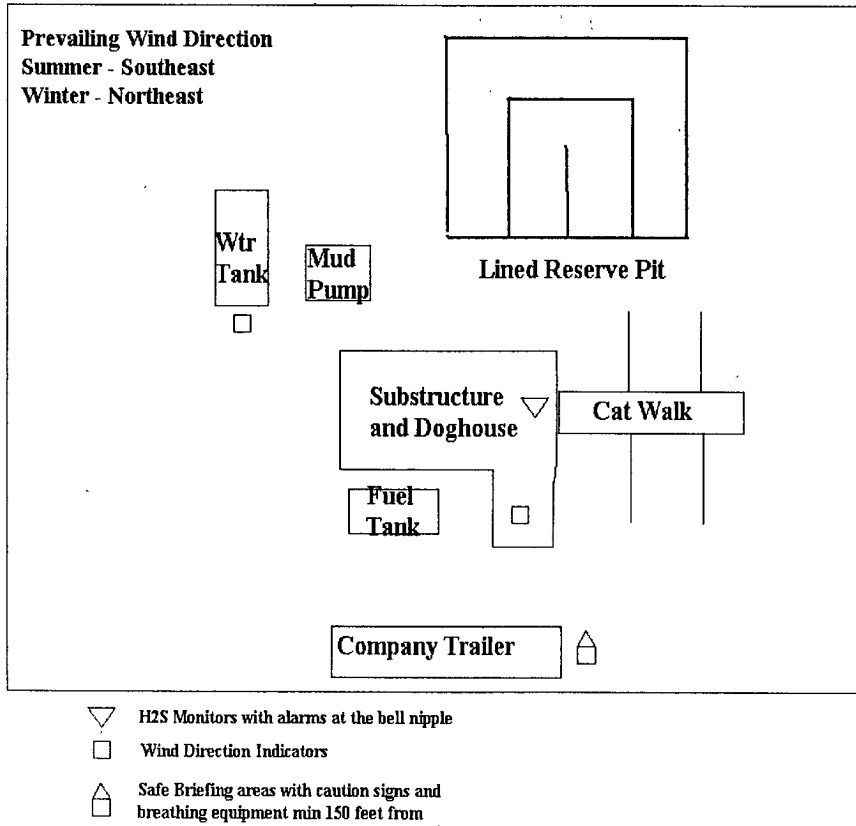 Prevailing Wind Direction
Summer - Southeast
Winter - Northeast
Wtr
Tank
Mud
Pump
Lined Reserve Pit
Substructure
and Doghouse
Cat Walk
Fuel
Tank
Company Trailer
H2S Monitors with alarms at the bell nipple
Wind Direction Indicators
Safe Briefing areas with caution signs and
breathing equipment min 150 feet from